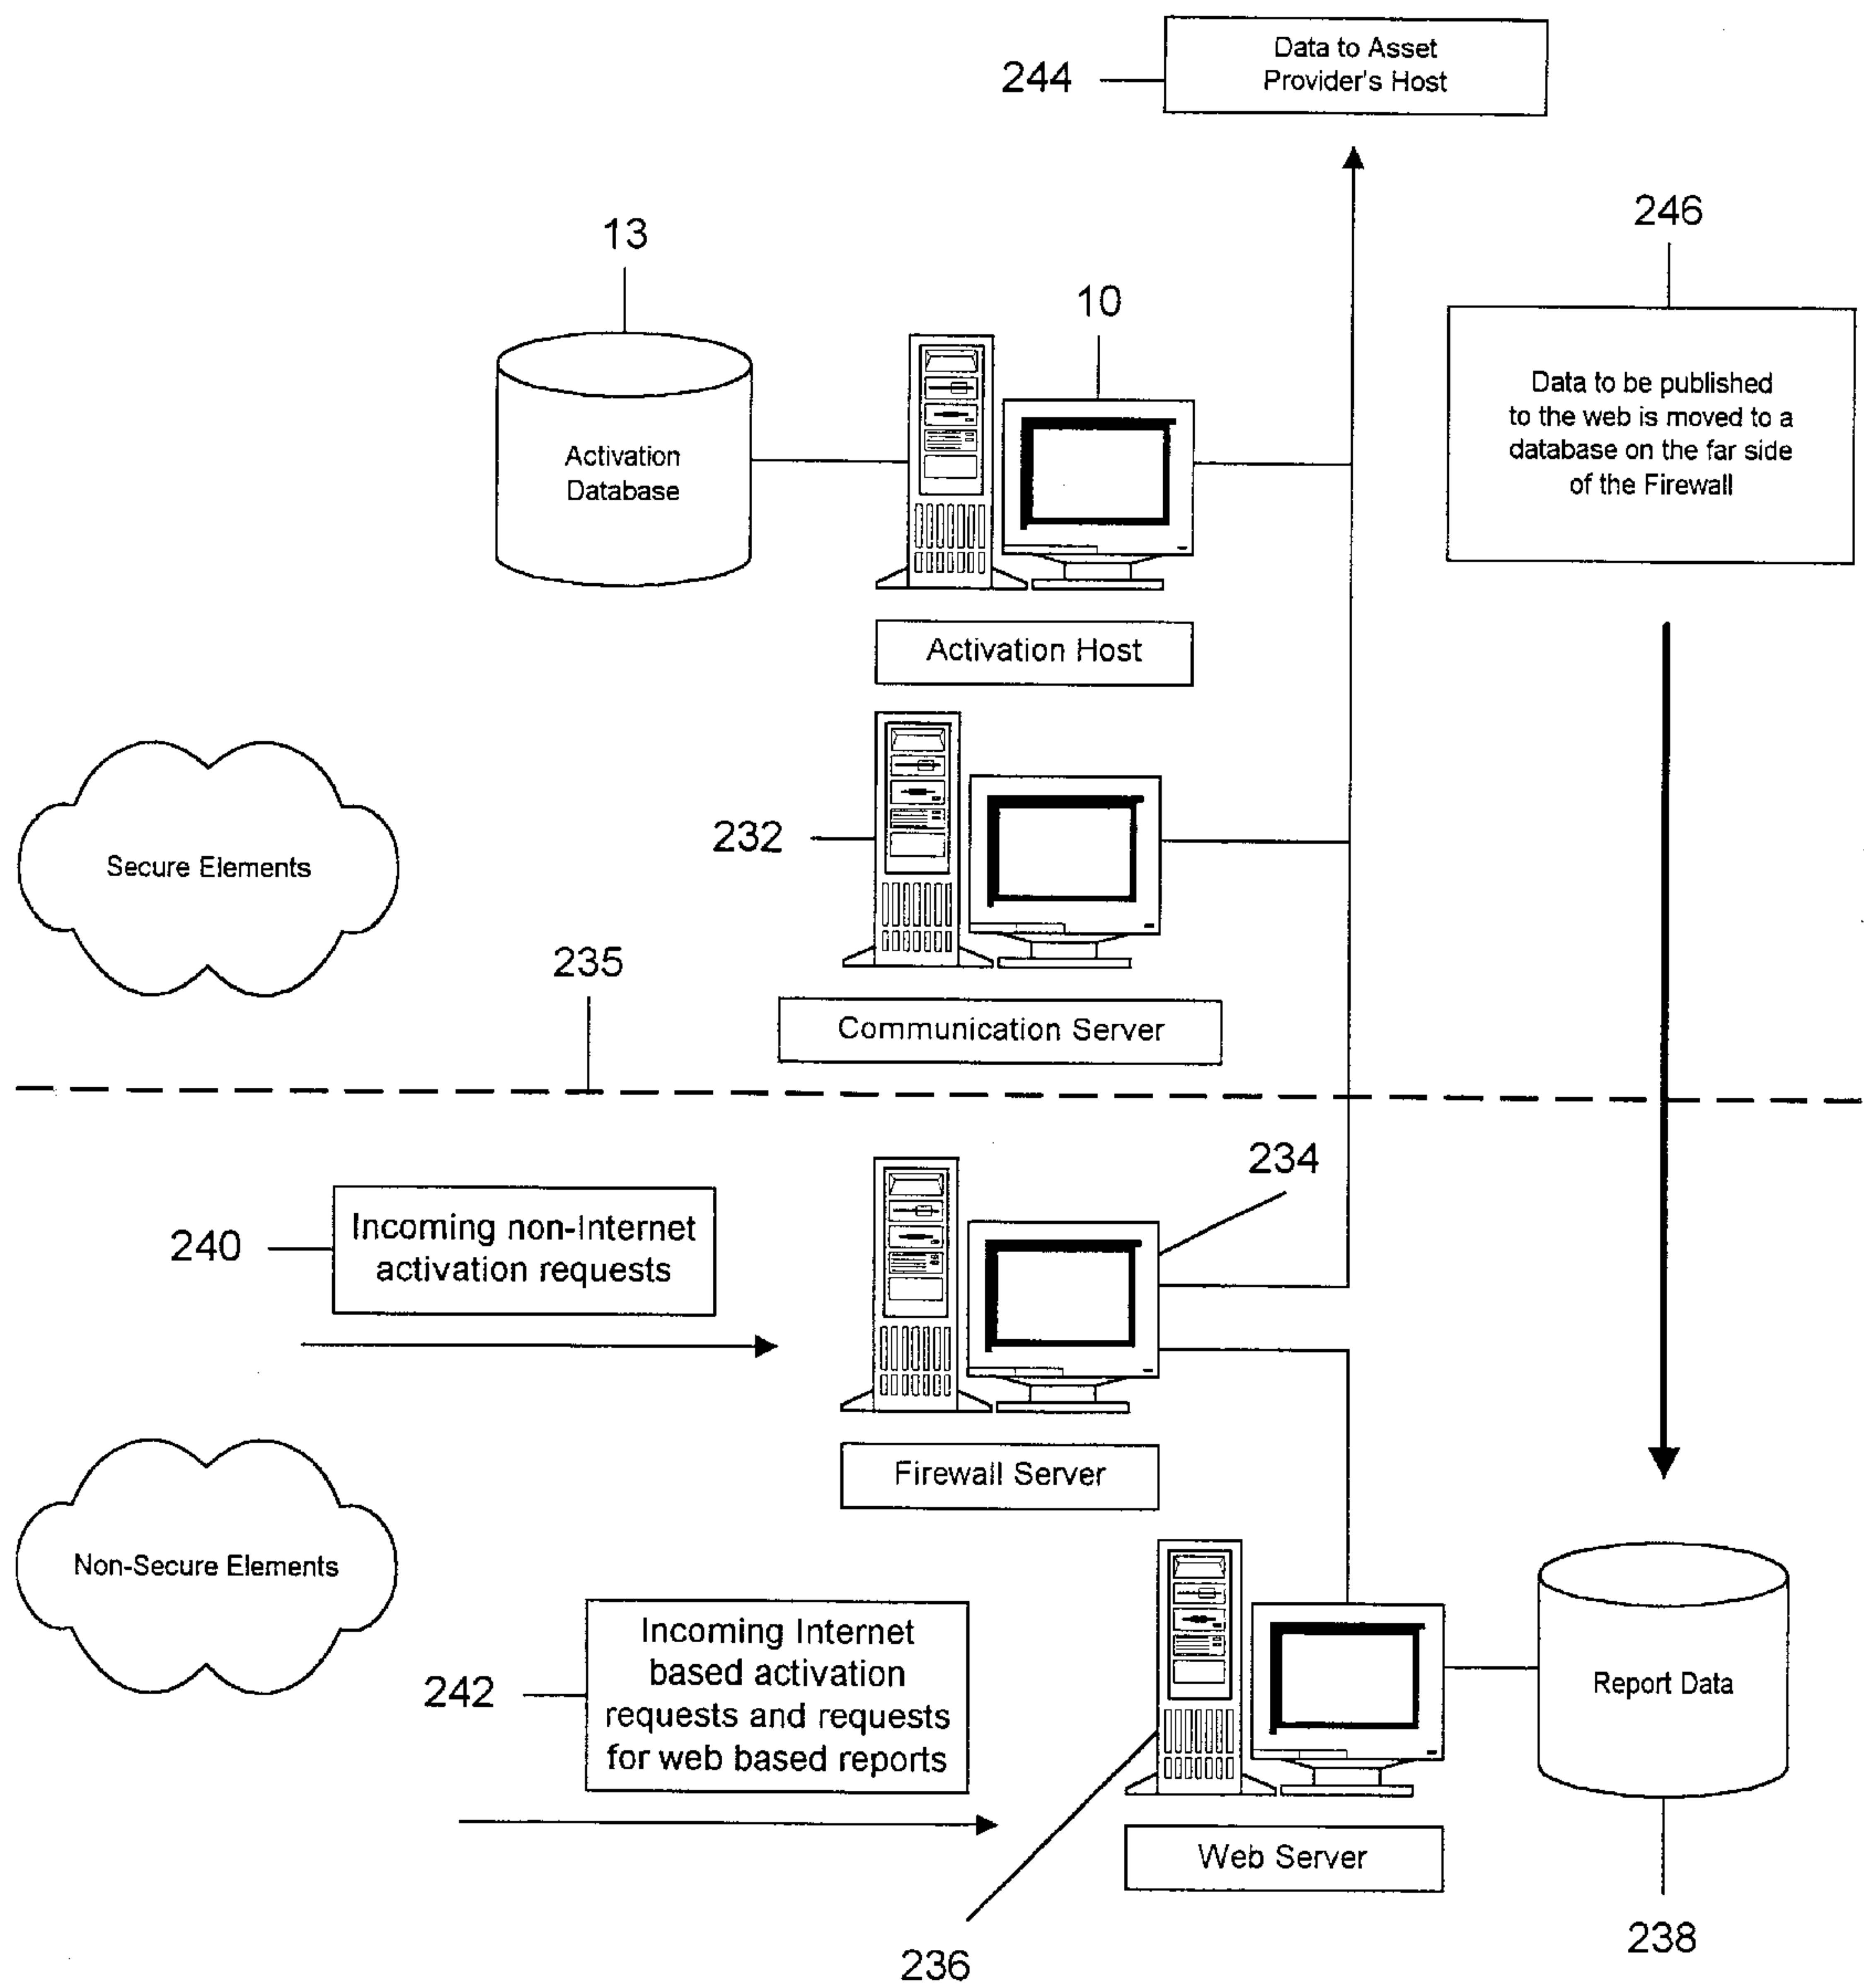 Data to Asset
Provider's Host
244
246
13
10
Data to be published
to the web is moved to a
database on the far side
of the Firewall
Activation
Database
Activation Host
232
Secure Elements
235
Communication Server
234
240
Incoming non-Internet
activation requests
Firewall Server
Non-Secure Elements
242
Incoming Internet
based activation
requests and requests
for web based reports
Report Data
Web Server
236
238